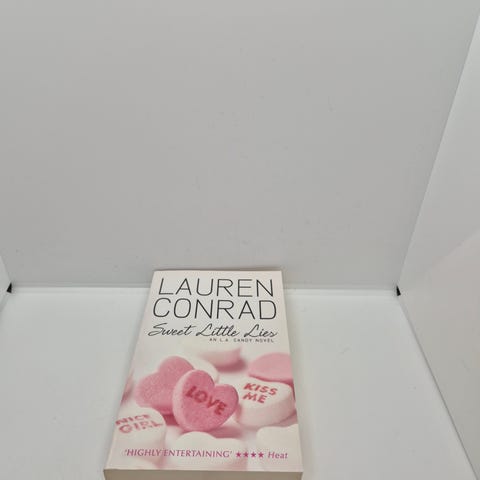 LAUREN
CONRAD
Sweet Little Lies
AN L.A. CANDY NOVEL
KISS
ME
LOVE
NICE
GIRL
'HIGHLY ENTERTAINING' ★★★★ Heat